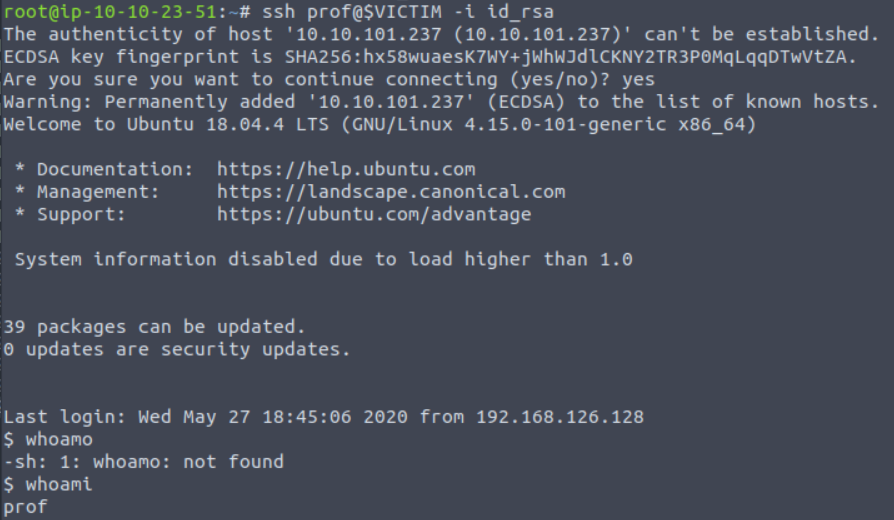 root@ip-10-10-23-51:~# ssh prof@$VICTIM -i id_rsa
The authenticity of host '10.10.101.237 (10.10.101.237)' can't be established.
ECDSA key fingerprint is SHA256:hx58wuaesK7WY+jWhWJdlCKNY2TR3P0MqLqqDTwVtZA.
Are you sure you want to continue connecting (yes/no)? yes
Warning: Permanently added '10.10.101.237' (ECDSA) to the list of known hosts.
Welcome to Ubuntu 18.04.4 LTS (GNU/Linux 4.15.0-101-generic x86_64)
* Documentation:  https://help.ubuntu.com
* Management:     https://landscape.canonical.com
* Support:        https://ubuntu.com/advantage
System information disabled due to load higher than 1.0
39 packages can be updated.
0 updates are security updates.
Last login: Wed May 27 18:45:06 2020 from 192.168.126.128
$ whoamo
-sh: 1: whoamo: not found
$ whoami
prof